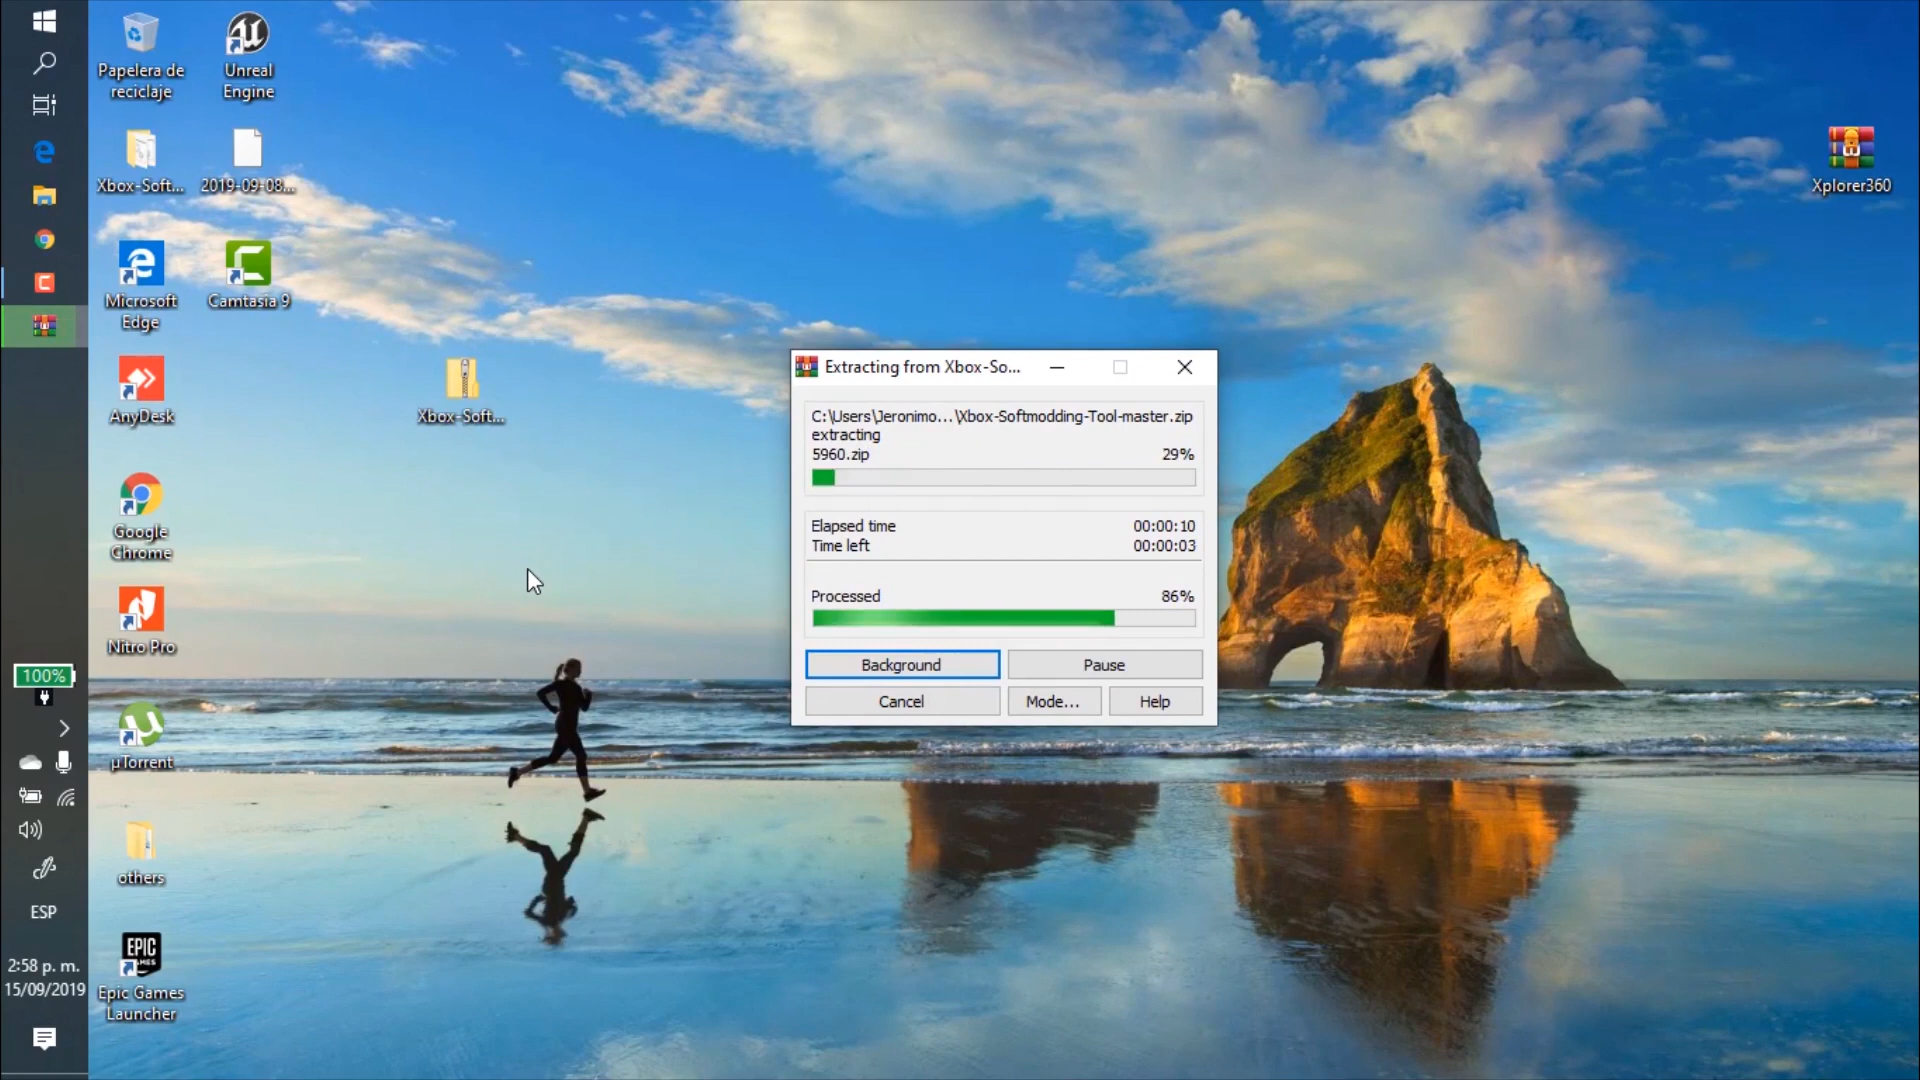 Papelera de
reciclaje
Unreal
Engine
Xbox-Soft...
2019-09-08...
Microsoft
Edge
Camtasia 9
AnyDesk
Xbox-Soft...
Google
Chrome
Nitro Pro
µTorrent
others
EPIC
GAMES
Epic Games
Launcher
Xplorer360
100%
ESP
2:58 p. m.
15/09/2019
Extracting from Xbox-So...
C:\Users\Jeronimo...\Xbox-Softmodding-Tool-master.zip
extracting
5960.zip 29%
Elapsed time 00:00:10
Time left 00:00:03
Processed 86%
Background Pause
Cancel Mode... Help